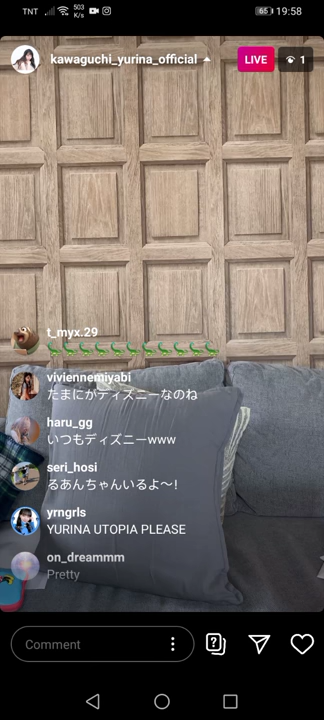 TNT 503 K/s 65 19:58
kawaguchi_yurina_official LIVE 1
t_myx.29
viviennemiyabi
たまにがディズニーなのね
haru_gg
いつもディズニーwww
seri_hosi
るあんちゃんいるよ〜!
yrngrls
YURINA UTOPIA PLEASE
on_dreammm
Pretty
Comment